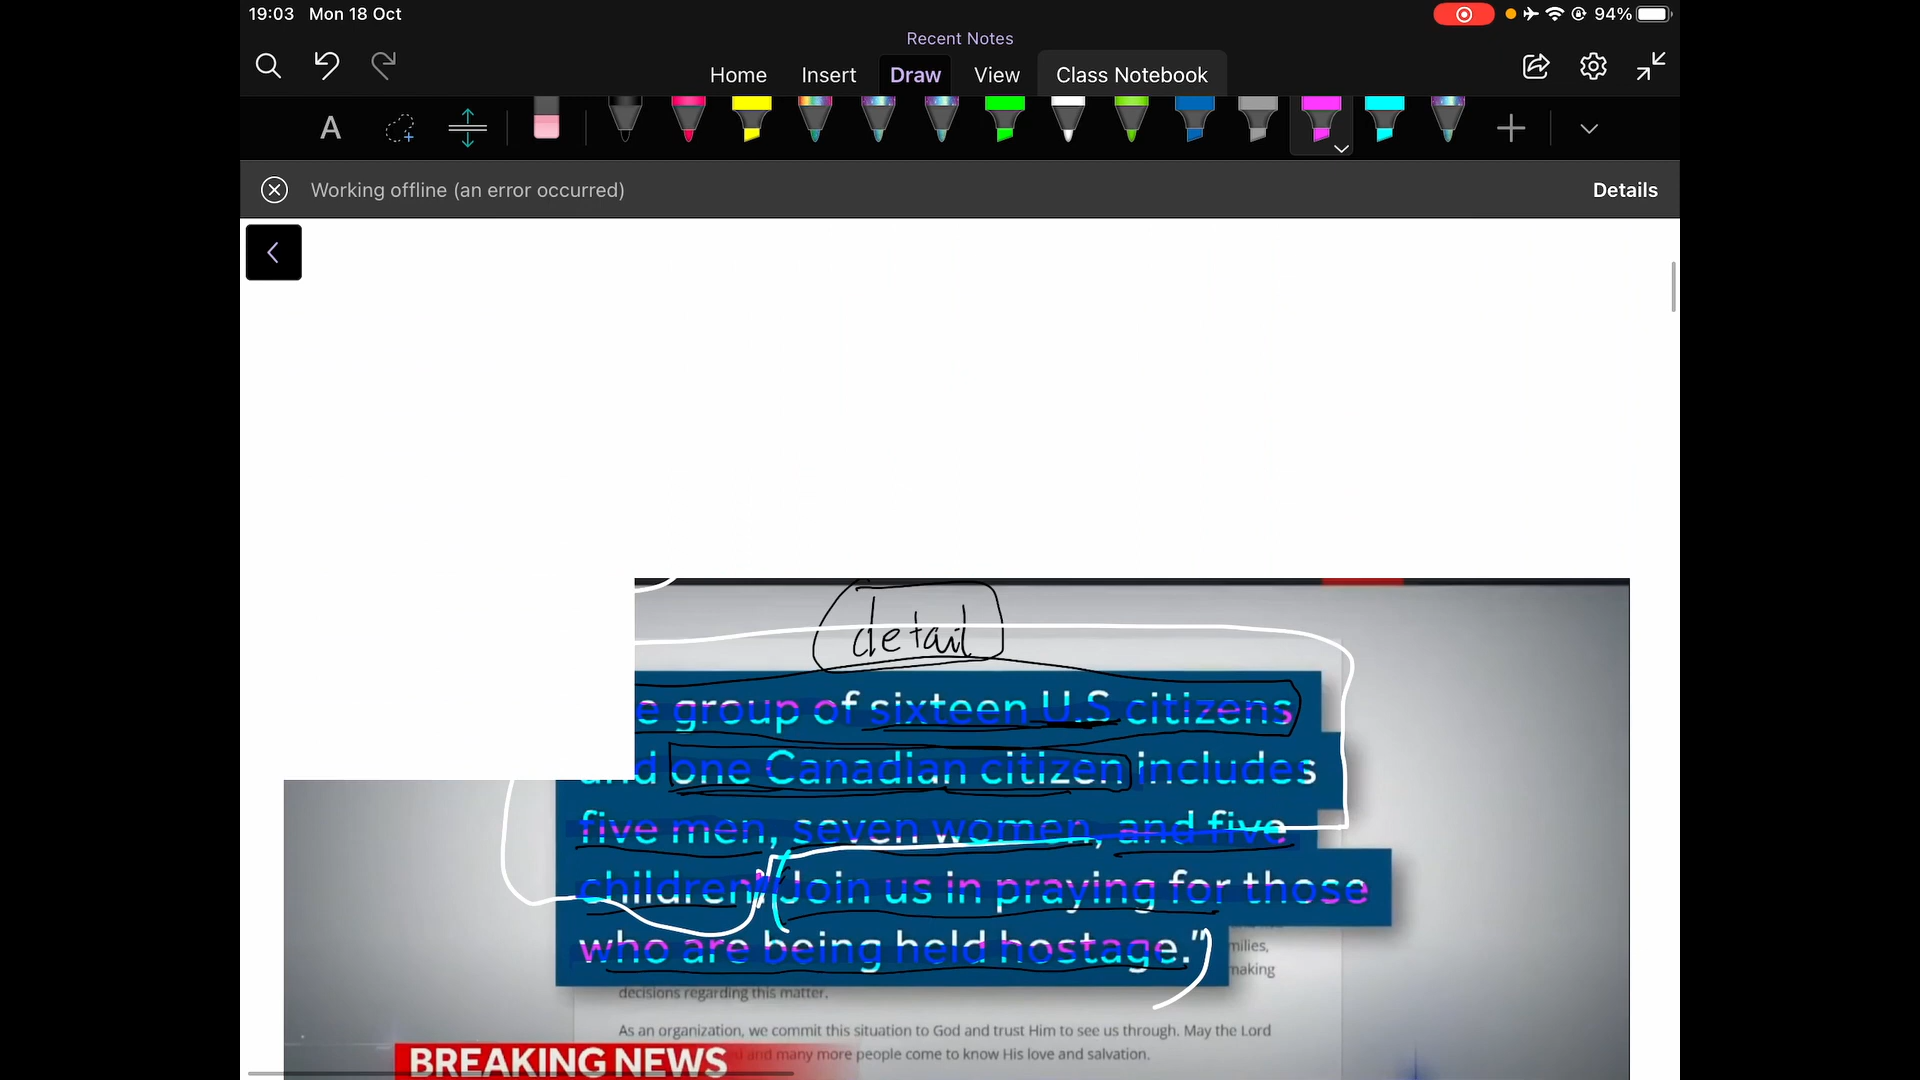 19:03 Mon 18 Oct
94%
Recent Notes
Home Insert Draw View Class Notebook
A
Working offline (an error occurred) Details
detail
e group of sixteen U.S citizens
and one Canadian citizen includes
five men, seven women, and five
children. Join us in praying for those
who are being held hostage.”
milies,
making
decisions regarding this matter.
As an organization, we commit this situation to God and trust Him to see us through. May the Lord
and many more people come to know His love and salvation.
BREAKING NEWS